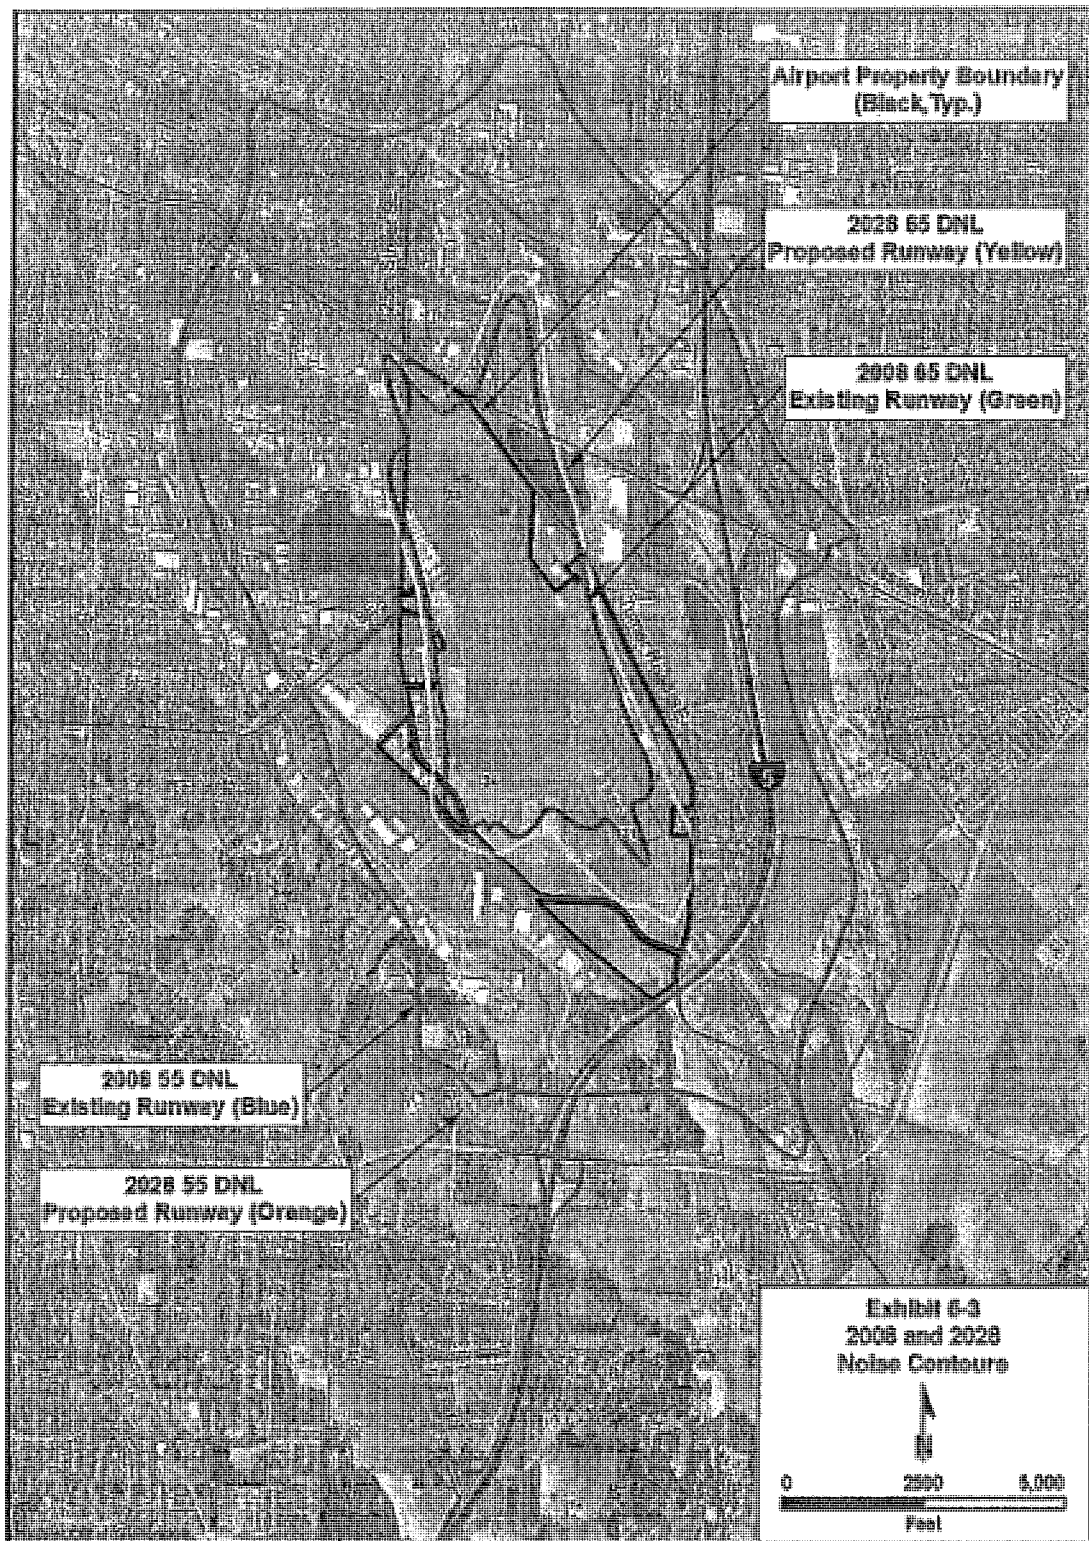 Airport Property Boundary
(Black, Typ.)
2028 65 DNL
Proposed Runway (Yellow)
2008 65 DNL
Existing Runway (Green)
5
2008 55 DNL
Existing Runway (Blue)
2028 55 DNL
Proposed Runway (Orange)
Exhibit 6-3
2008 and 2028
Noise Contours
N
0 2500 5,000
Feet